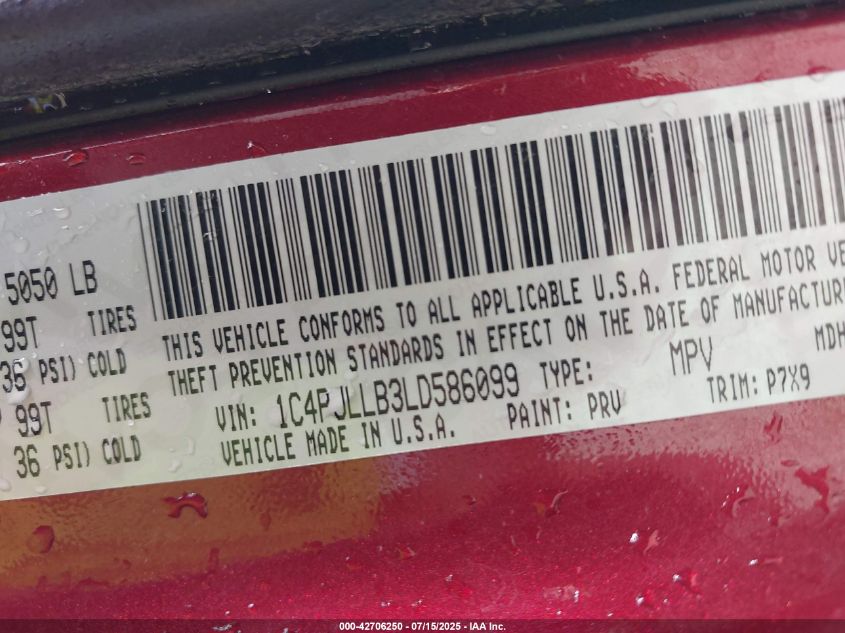 5050 LB
99T TIRES
36 PSI) COLD
99T TIRES
36 PSI) COLD
THIS VEHICLE CONFORMS TO ALL APPLICABLE U.S.A. FEDERAL MOTOR VE
THEFT PREVENTION STANDARDS IN EFFECT ON THE DATE OF MANUFACTUR
VIN: 1C4PJLLB3LD586099 TYPE: MPV MDH
VEHICLE MADE IN U.S.A. PAINT: PRV TRIM: P7X9
000-42706250 - 07/15/2025 - IAA Inc.